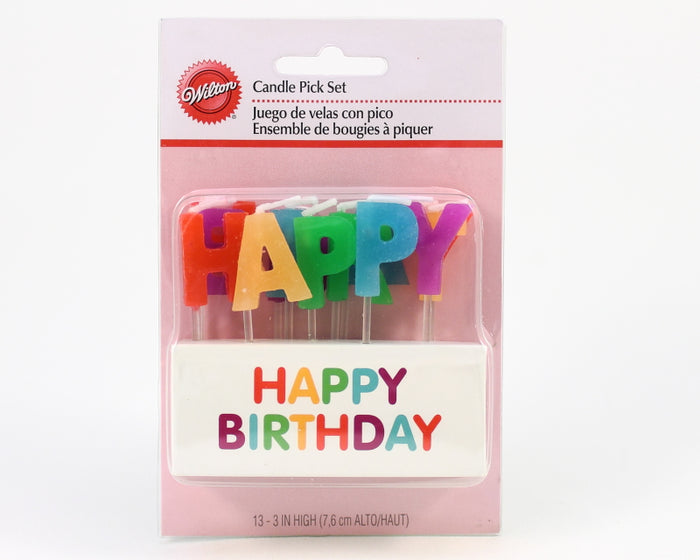 Wilton
Candle Pick Set
Juego de velas con pico
Ensemble de bougies à piquer
HAPPY
HAPPY
BIRTHDAY
13 - 3 IN HIGH (7,6 cm ALTO/HAUT)